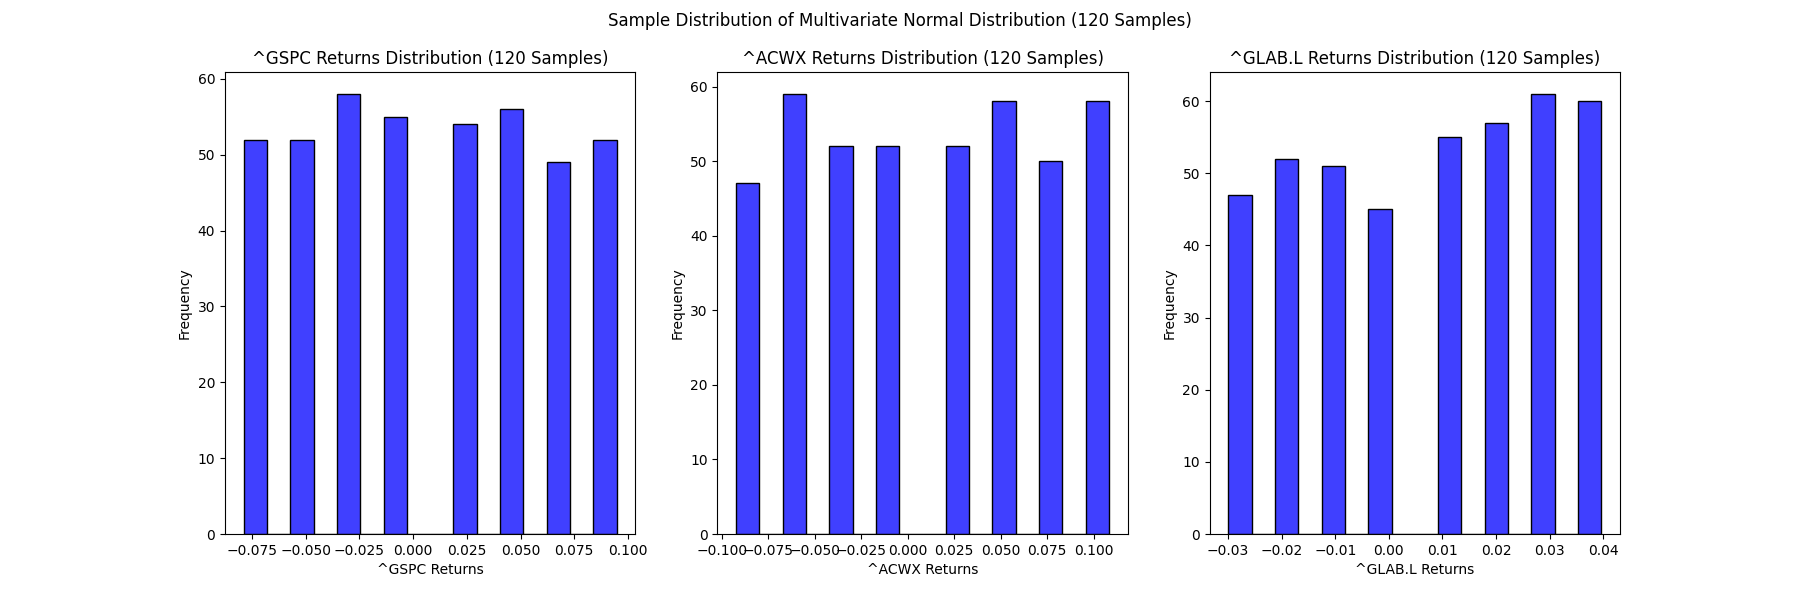 Sample Distribution of Multivariate Normal Distribution (120 Samples)
^GSPC Returns Distribution (120 Samples)
60
50
40
30
20
10
0
Frequency
−0.075 −0.050 −0.025 0.000 0.025 0.050 0.075 0.100
^GSPC Returns
^ACWX Returns Distribution (120 Samples)
60
50
40
30
20
10
0
Frequency
−0.100 −0.075 −0.050 −0.025 0.000 0.025 0.050 0.075 0.100
^ACWX Returns
^GLAB.L Returns Distribution (120 Samples)
60
50
40
30
20
10
0
Frequency
−0.03 −0.02 −0.01 0.00 0.01 0.02 0.03 0.04
^GLAB.L Returns